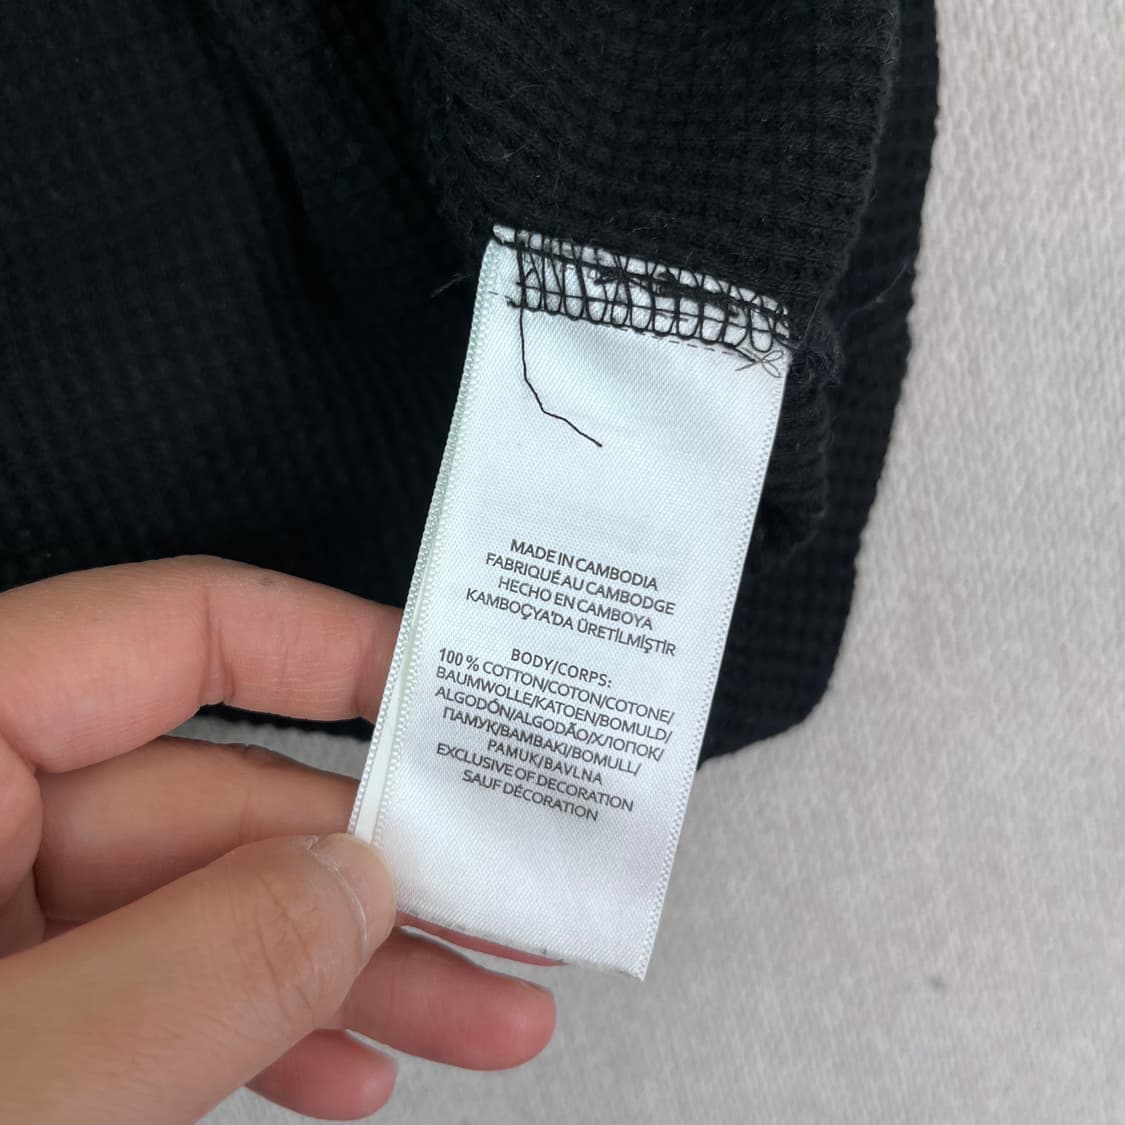 MADE IN CAMBODIA
FABRIQUÉ AU CAMBODGE
HECHO EN CAMBOYA
KAMBOÇYA'DA ÜRETİLMİŞTİR
BODY/CORPS:
100 % COTTON/COTON/COTONE/
BAUMWOLLE/KATOEN/BOMULD/
ALGODÓN/ALGODÃO/ХЛОПОК/
ПАМУК/BAMBAKI/BOMULL/
PAMUK/BAVLNA
EXCLUSIVE OF DECORATION
SAUF DÉCORATION